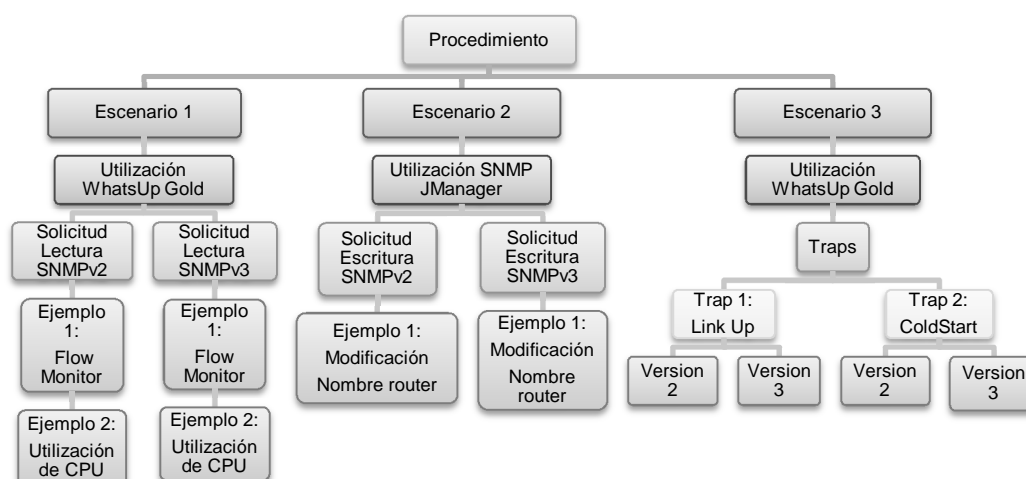 Procedimiento
Escenario 1
Escenario 2
Escenario 3
Utilización
WhatsUp Gold
Utilización SNMP
JManager
Utilización
WhatsUp Gold
Solicitud
Lectura
SNMPv2
Solicitud
Lectura
SNMPv3
Solicitud
Escritura
SNMPv2
Solicitud
Escritura
SNMPv3
Traps
Ejemplo
1:
Flow
Monitor
Ejemplo
1:
Flow
Monitor
Ejemplo 1:
Modificación
Nombre router
Ejemplo 1:
Modificación
Nombre
router
Trap 1:
Link Up
Trap 2:
ColdStart
Version
2
Version
3
Version
2
Version
3
Ejemplo 2:
Utilización
de CPU
Ejemplo 2:
Utilización
de CPU